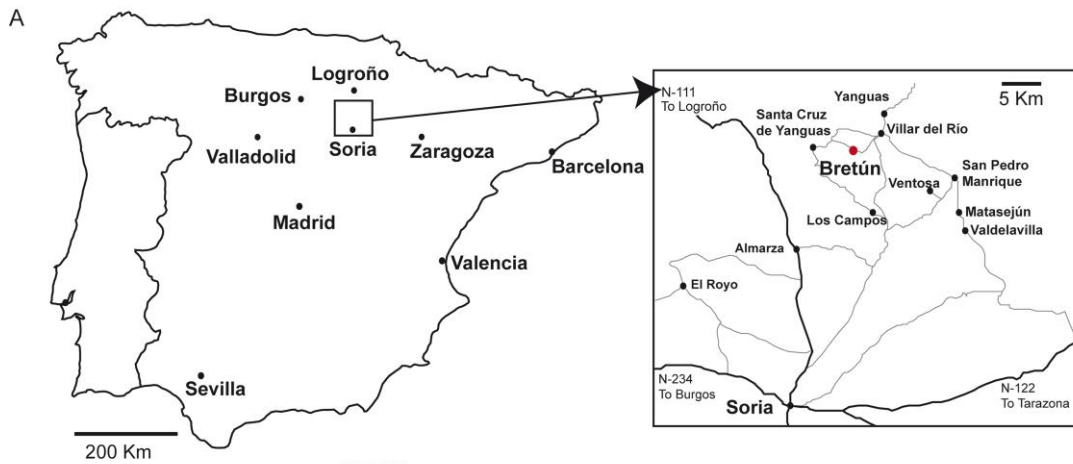 A
Logroño
Burgos
Valladolid
Soria
Zaragoza
Barcelona
Madrid
Valencia
Sevilla
200 Km
N-111
To Logroño
5 Km
Yanguas
Santa Cruz
de Yanguas
Villar del Río
Bretún
San Pedro
Manrique
Ventosa
Los Campos
Matasejún
Valdelavilla
Almarza
El Royo
N-234
To Burgos
Soria
N-122
To Tarazona